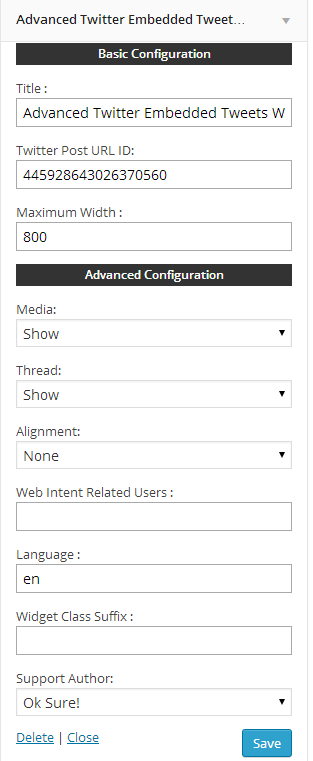 Advanced Twitter Embedded Tweet...
Basic Configuration
Title :
Advanced Twitter Embedded Tweets W
Twitter Post URL ID:
445928643026370560
Maximum Width :
800
Advanced Configuration
Media:
Show
Thread:
Show
Alignment:
None
Web Intent Related Users :
Language :
en
Widget Class Suffix :
Support Author:
Ok Sure!
Delete | Close
Save